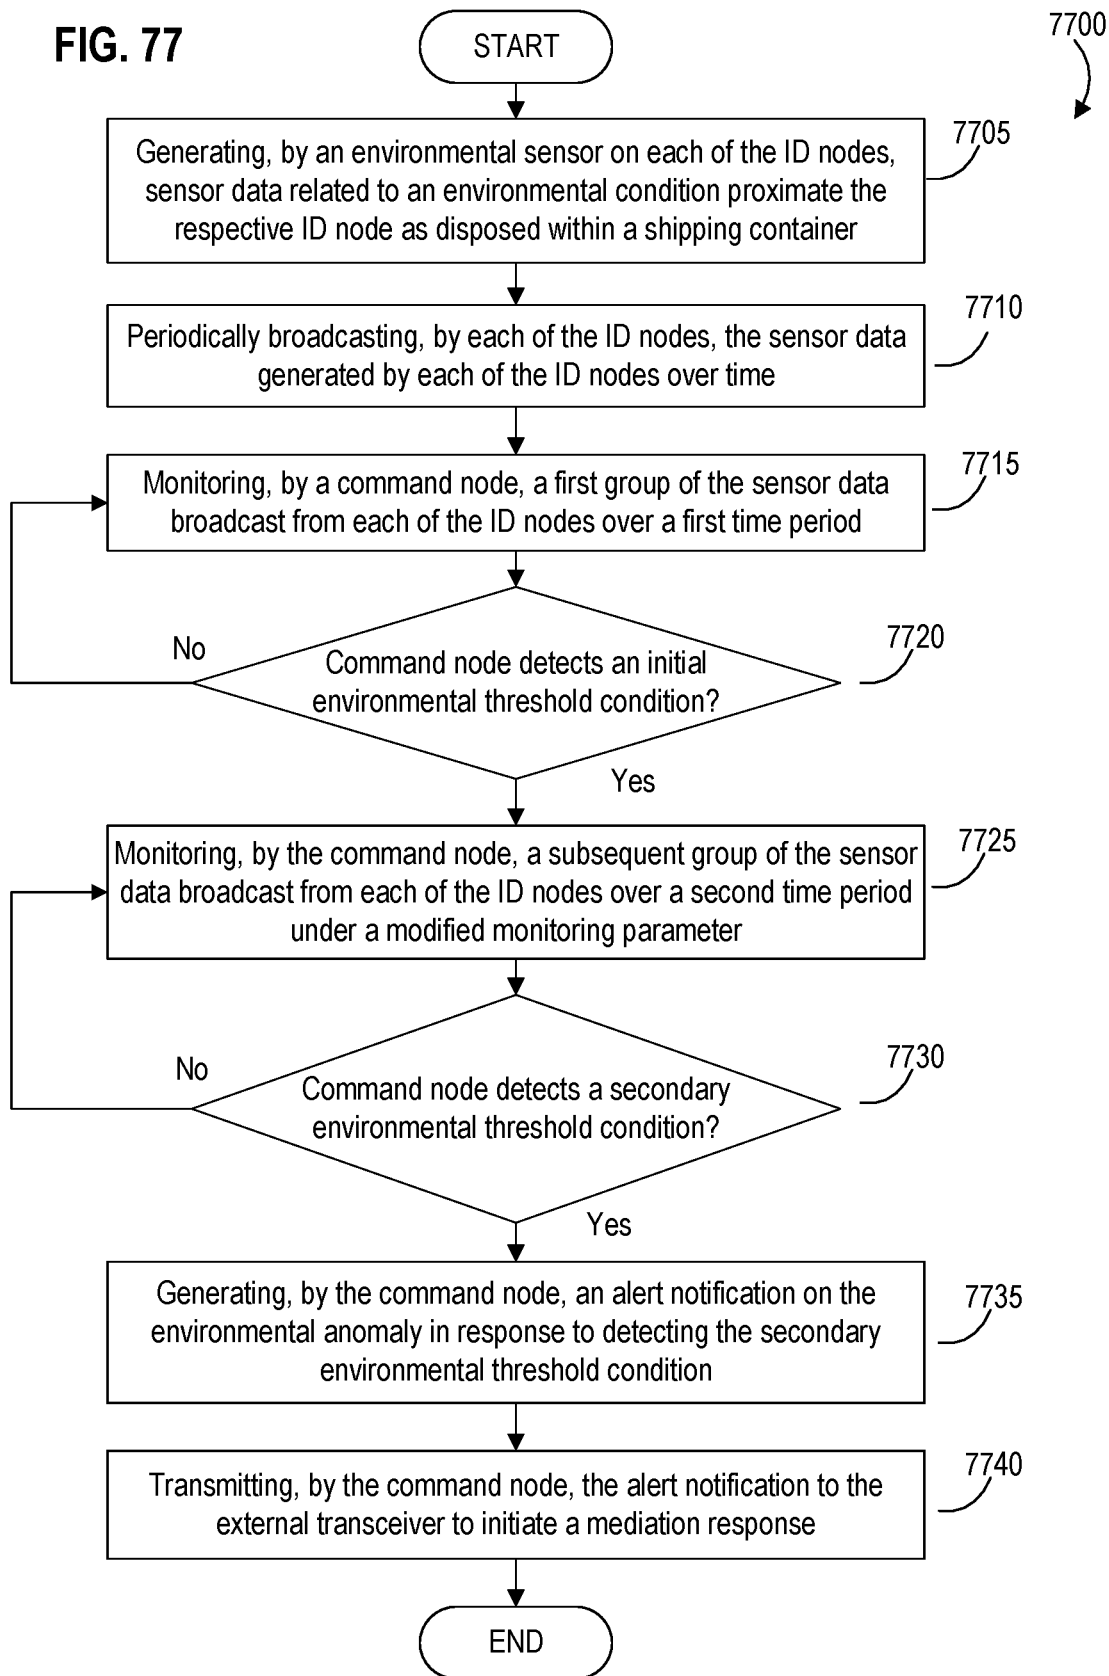 FIG. 77
START
7700
7705
Generating, by an environmental sensor on each of the ID nodes,
sensor data related to an environmental condition proximate the
respective ID node as disposed within a shipping container
7710
Periodically broadcasting, by each of the ID nodes, the sensor data
generated by each of the ID nodes over time
7715
Monitoring, by a command node, a first group of the sensor data
broadcast from each of the ID nodes over a first time period
7720
No
Command node detects an initial
environmental threshold condition?
Yes
7725
Monitoring, by the command node, a subsequent group of the sensor
data broadcast from each of the ID nodes over a second time period
under a modified monitoring parameter
7730
No
Command node detects a secondary
environmental threshold condition?
Yes
7735
Generating, by the command node, an alert notification on the
environmental anomaly in response to detecting the secondary
environmental threshold condition
7740
Transmitting, by the command node, the alert notification to the
external transceiver to initiate a mediation response
END